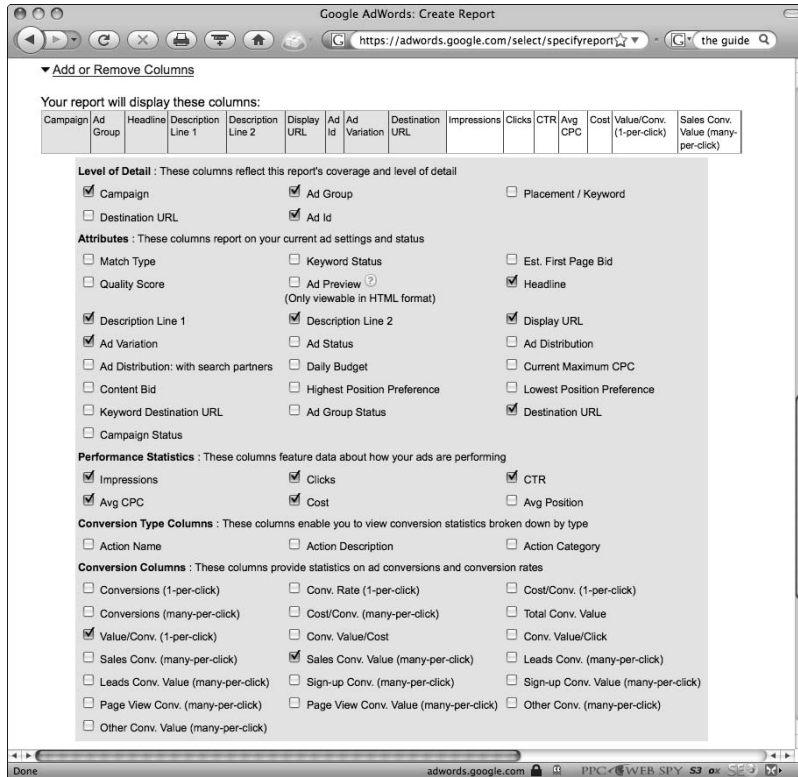 Google AdWords: Create Report
https://adwords.google.com/select/specifyreport
the guide
Add or Remove Columns
Your report will display these columns:
Campaign Ad Group Headline Description Line 1 Description Line 2 Display URL Ad Id Ad Variation Destination URL Impressions Clicks CTR Avg CPC Cost Value/Conv. (1-per-click) Sales Conv. Value (many-per-click)
Level of Detail : These columns reflect this report's coverage and level of detail
Campaign Ad Group Placement / Keyword
Destination URL Ad Id
Attributes : These columns report on your current ad settings and status
Match Type Keyword Status Est. First Page Bid
Quality Score Ad Preview ? Headline
(Only viewable in HTML format)
Description Line 1 Description Line 2 Display URL
Ad Variation Ad Status Ad Distribution
Ad Distribution: with search partners Daily Budget Current Maximum CPC
Content Bid Highest Position Preference Lowest Position Preference
Keyword Destination URL Ad Group Status Destination URL
Campaign Status
Performance Statistics : These columns feature data about how your ads are performing
Impressions Clicks CTR
Avg CPC Cost Avg Position
Conversion Type Columns : These columns enable you to view conversion statistics broken down by type
Action Name Action Description Action Category
Conversion Columns : These columns provide statistics on ad conversions and conversion rates
Conversions (1-per-click) Conv. Rate (1-per-click) Cost/Conv. (1-per-click)
Conversions (many-per-click) Cost/Conv. (many-per-click) Total Conv. Value
Value/Conv. (1-per-click) Conv. Value/Cost Conv. Value/Click
Sales Conv. (many-per-click) Sales Conv. Value (many-per-click) Leads Conv. (many-per-click)
Leads Conv. Value (many-per-click) Sign-up Conv. (many-per-click) Sign-up Conv. Value (many-per-click)
Page View Conv. (many-per-click) Page View Conv. Value (many-per-click) Other Conv. (many-per-click)
Other Conv. Value (many-per-click)
Done adwords.google.com PPC WEB SPY S3